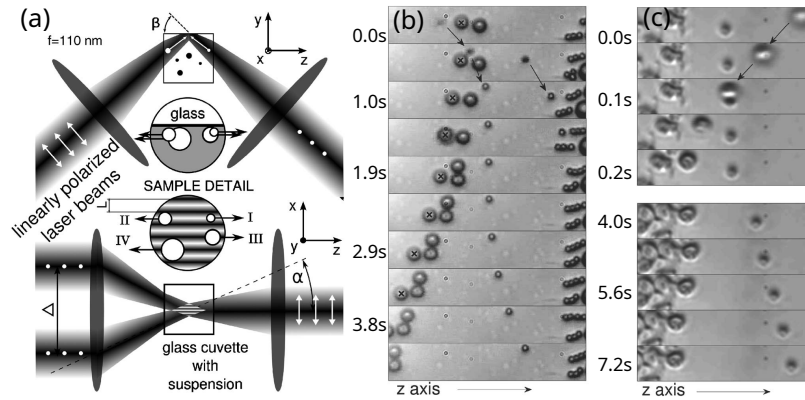 (a)
β
y
x
z
f=110 nm
glass
linearly polarized
laser beams
SAMPLE DETAIL
L
II
I
IV
III
x
y
z
α
Δ
glass cuvette
with
suspension
(b)
0.0s
1.0s
1.9s
2.9s
3.8s
z axis
(c)
0.0s
0.1s
0.2s
4.0s
5.6s
7.2s
z axis